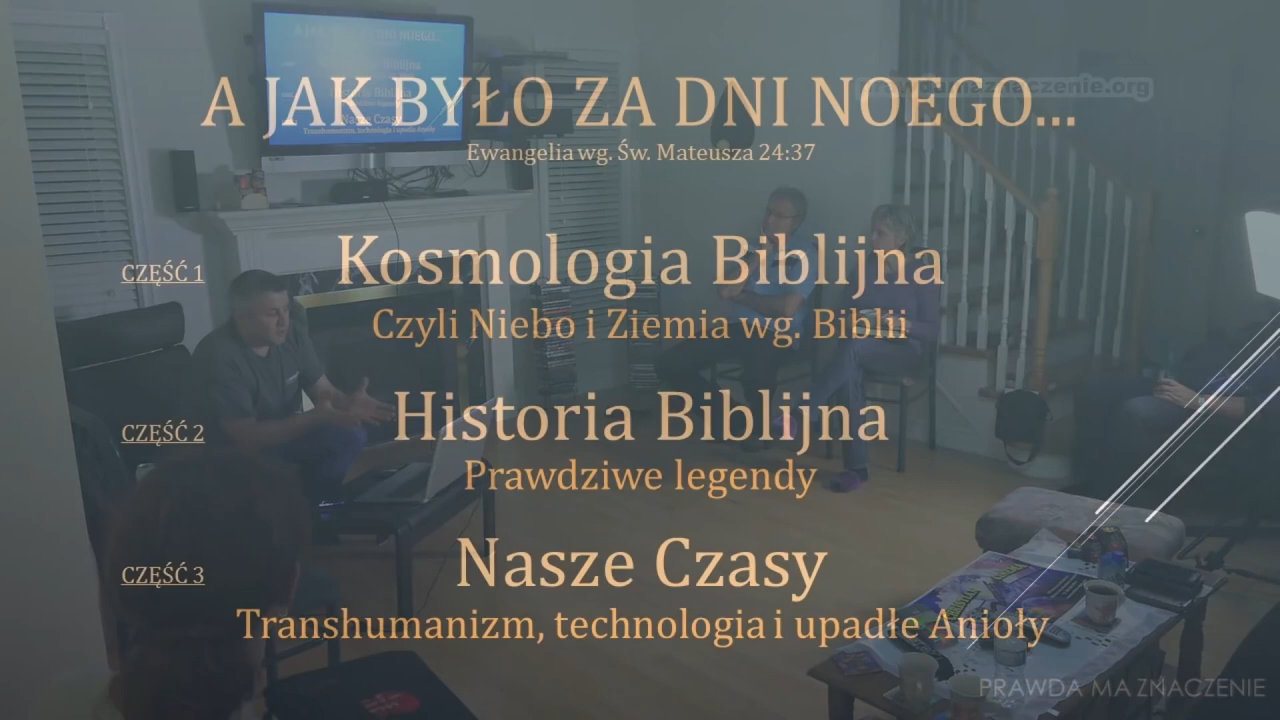 A JAK BYŁO ZA DNI NOEGO...
Ewangelia wg. Św. Mateusza 24:37
CZĘŚĆ 1
Kosmologia Biblijna
Czyli Niebo i Ziemia wg. Biblii
CZĘŚĆ 2
Historia Biblijna
Prawdziwe legendy
CZĘŚĆ 3
Nasze Czasy
Transhumanizm, technologia i upadłe Anioły
PRAWDA MA ZNACZENIE